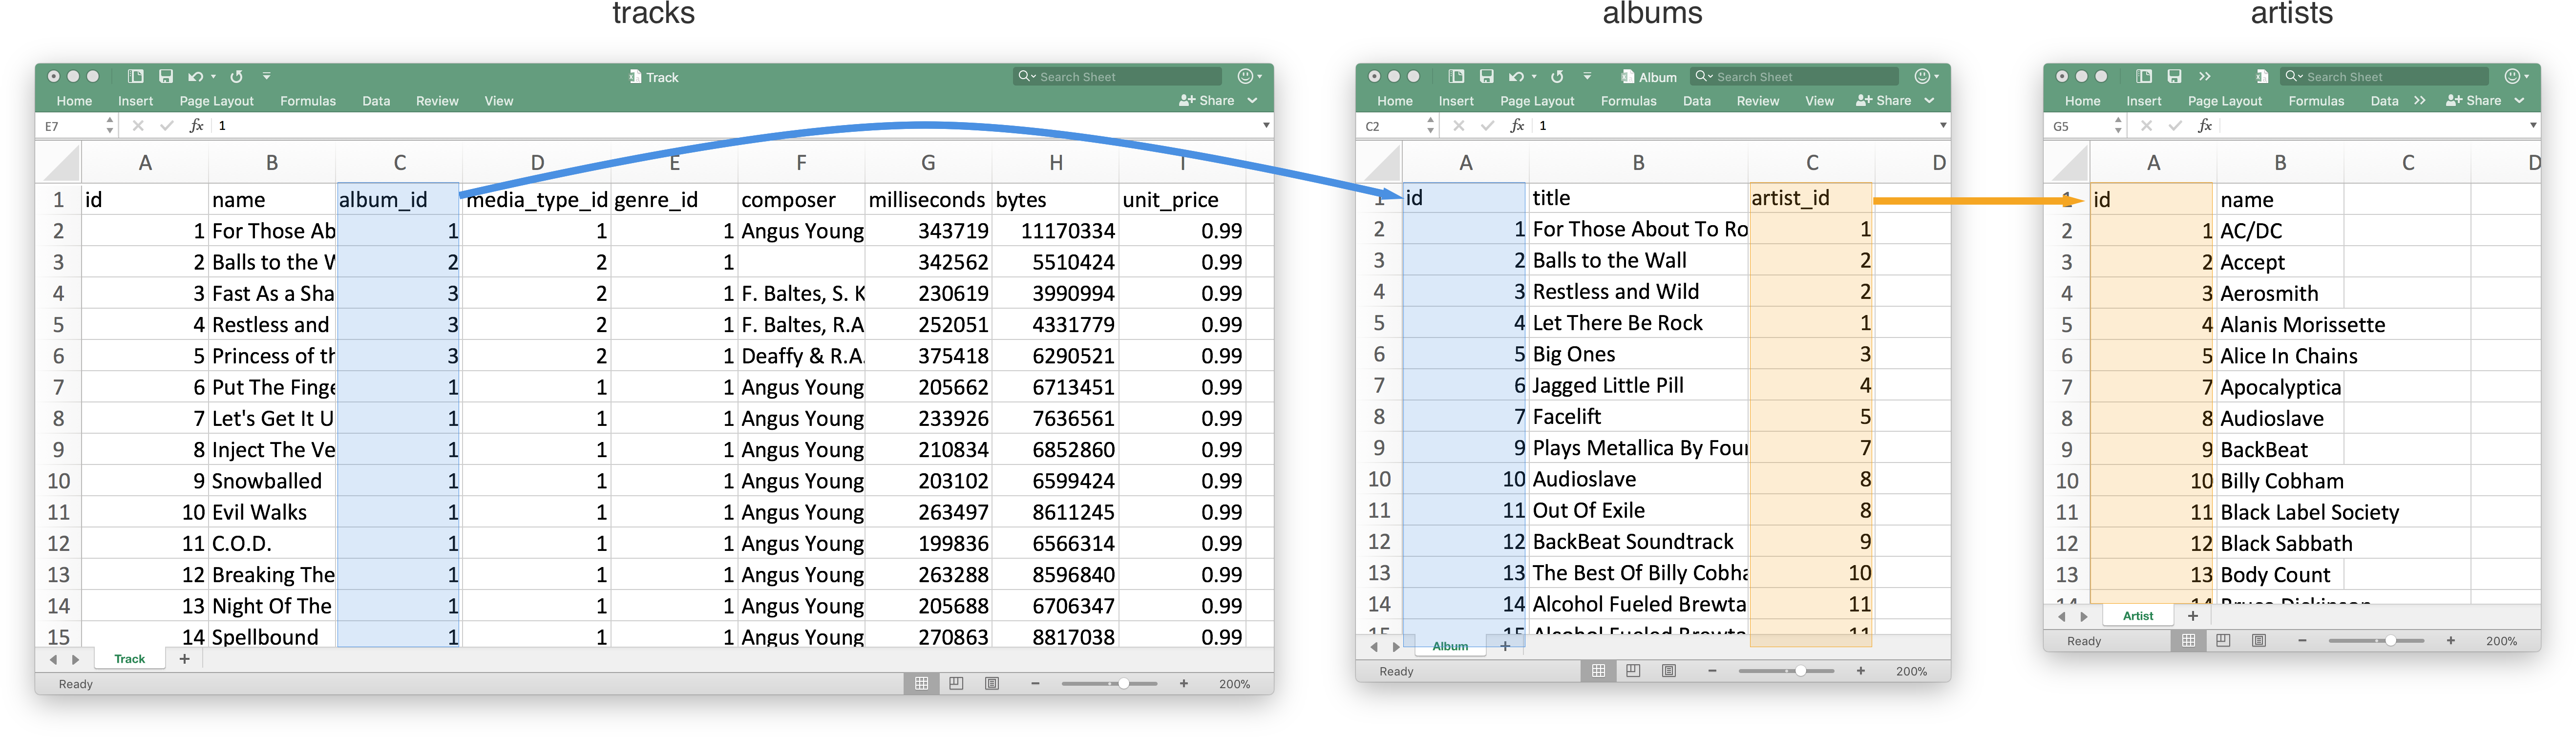 tracks
Track
Search Sheet
Home Insert Page Layout Formulas Data Review View Share
E7 fx 1
A B C D E F G H I
1 id name album_id media_type_id genre_id composer milliseconds bytes unit_price
2 1 For Those Ab 1 1 1 Angus Young 343719 11170334 0.99
3 2 Balls to the W 2 2 1 342562 5510424 0.99
4 3 Fast As a Sha 3 2 1 F. Baltes, S. K 230619 3990994 0.99
5 4 Restless and 3 2 1 F. Baltes, R.A 252051 4331779 0.99
6 5 Princess of th 3 2 1 Deaffy & R.A. 375418 6290521 0.99
7 6 Put The Finge 1 1 1 Angus Young 205662 6713451 0.99
8 7 Let's Get It U 1 1 1 Angus Young 233926 7636561 0.99
9 8 Inject The Ve 1 1 1 Angus Young 210834 6852860 0.99
10 9 Snowballed 1 1 1 Angus Young 203102 6599424 0.99
11 10 Evil Walks 1 1 1 Angus Young 263497 8611245 0.99
12 11 C.O.D. 1 1 1 Angus Young 199836 6566314 0.99
13 12 Breaking The 1 1 1 Angus Young 263288 8596840 0.99
14 13 Night Of The 1 1 1 Angus Young 205688 6706347 0.99
15 14 Spellbound 1 1 1 Angus Young 270863 8817038 0.99
Track +
Ready 200%
albums
Album
Search Sheet
Home Insert Page Layout Formulas Data Review View Share
C2 fx 1
A B C D
1 id title artist_id
2 1 For Those About To Ro 1
3 2 Balls to the Wall 2
4 3 Restless and Wild 2
5 4 Let There Be Rock 1
6 5 Big Ones 3
7 6 Jagged Little Pill 4
8 7 Facelift 5
9 9 Plays Metallica By Four 7
10 10 Audioslave 8
11 11 Out Of Exile 8
12 12 BackBeat Soundtrack 9
13 13 The Best Of Billy Cobha 10
14 14 Alcohol Fueled Brewta 11
15 15 Alcohol Fueled Brewta 11
Album +
Ready 200%
artists
Search Sheet
Home Insert Page Layout Formulas Data Share
G5 fx
A B C D
1 id name
2 1 AC/DC
3 2 Accept
4 3 Aerosmith
5 4 Alanis Morissette
6 5 Alice In Chains
7 7 Apocalyptica
8 8 Audioslave
9 9 BackBeat
10 10 Billy Cobham
11 11 Black Label Society
12 12 Black Sabbath
13 13 Body Count
14 14 Bruce Dickinson
Artist +
Ready 200%